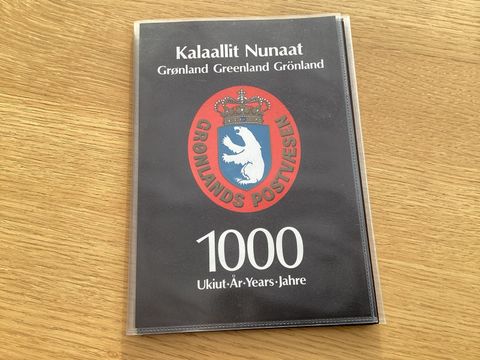 Kalaallit Nunaat
Grønland Greenland Grönland
GRØNLANDS POSTVÆSEN
1000
Ukiut·År·Years·Jahre